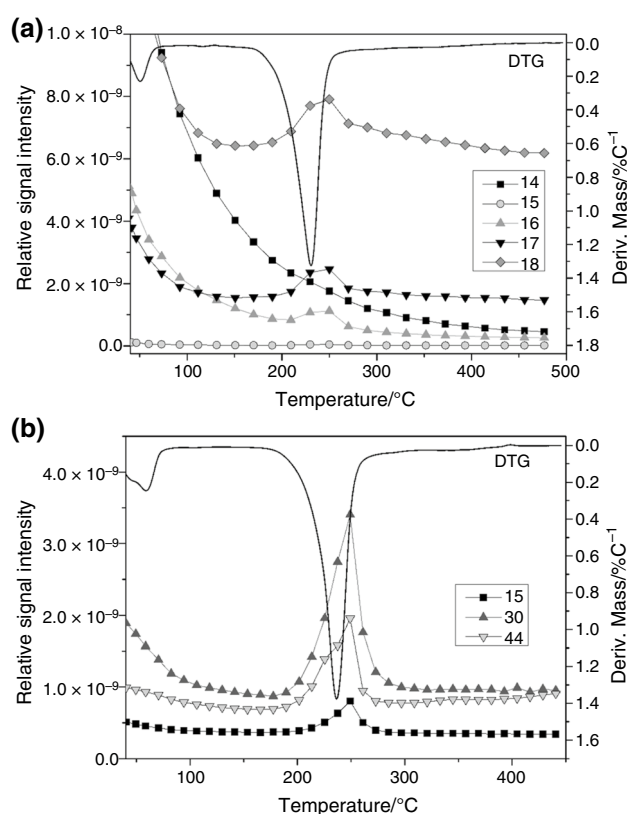 (a)
1.0 × 10⁻⁸
8.0 × 10⁻⁹
6.0 × 10⁻⁹
4.0 × 10⁻⁹
2.0 × 10⁻⁹
0.0
Relative signal intensity
DTG
14
15
16
17
18
0.0
0.2
0.4
0.6
0.8
1.0
1.2
1.4
1.6
1.8
Deriv. Mass/%C⁻¹
100
200
300
400
500
Temperature/°C
(b)
4.0 × 10⁻⁹
3.0 × 10⁻⁹
2.0 × 10⁻⁹
1.0 × 10⁻⁹
0.0
Relative signal intensity
DTG
15
30
44
0.0
0.2
0.4
0.6
0.8
1.0
1.2
1.4
1.6
Deriv. Mass/%C⁻¹
100
200
300
400
Temperature/°C